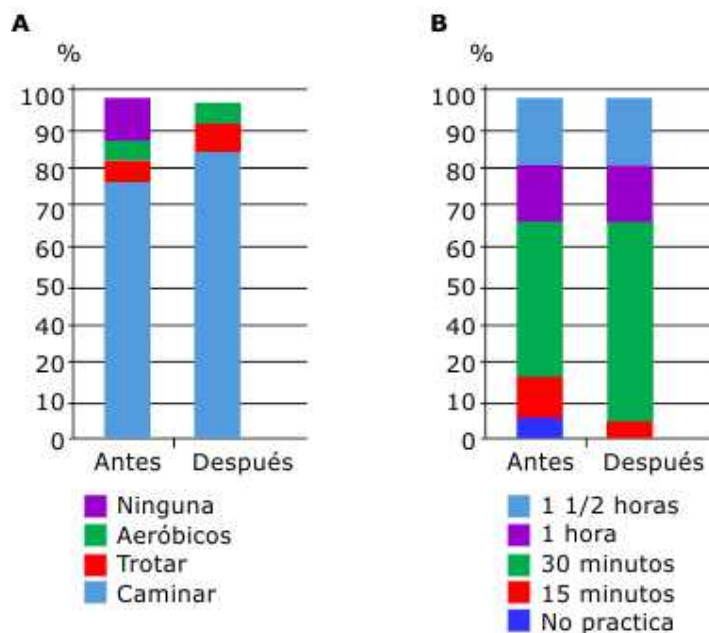 A
%
100
90
80
70
60
50
40
20
10
0
Antes Después
Ninguna
Aeróbicos
Trotar
Caminar
B
%
100
90
80
70
60
50
40
20
10
0
Antes Después
1 1/2 horas
1 hora
30 minutos
15 minutos
No practica